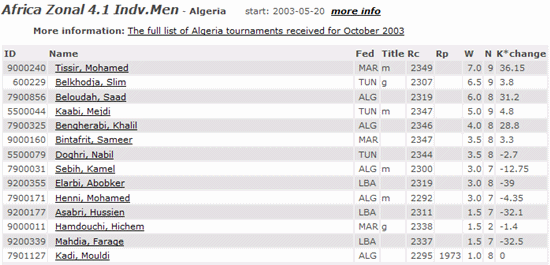 Africa Zonal 4.1 Indv.Men - Algeria start: 2003-05-20 more info
More information: The full list of Algeria tournaments received for October 2003
ID Name Fed Title Rc Rp W N K*change
9000240 Tissir, Mohamed MAR m 2349 7.0 9 36.15
600229 Belkhodja, Slim TUN g 2307 6.5 9 3.8
7900856 Beloudah, Saad ALG 2319 6.0 8 31.2
5500044 Kaabi, Mejdi TUN m 2347 5.0 9 4.8
7900325 Bengherabi, Khalil ALG 2346 4.0 8 28.8
9000160 Bintafrit, Sameer MAR 2347 3.5 8 3.3
5500079 Doghri, Nabil TUN 2344 3.5 8 -2.7
7900031 Sebih, Kamel ALG m 2300 3.0 7 -12.75
9200355 Elarbi, Abobker LBA 2319 3.0 8 -39
7900171 Henni, Mohamed ALG m 2292 3.0 7 -4.35
9200177 Asabri, Hussien LBA 2311 1.5 7 -32.1
9000011 Hamdouchi, Hichem MAR g 2338 1.5 2 -1.4
9200339 Mahdia, Farage LBA 2337 1.5 7 -32.5
7901127 Kadi, Mouldi ALG 2295 1973 1.0 8 0